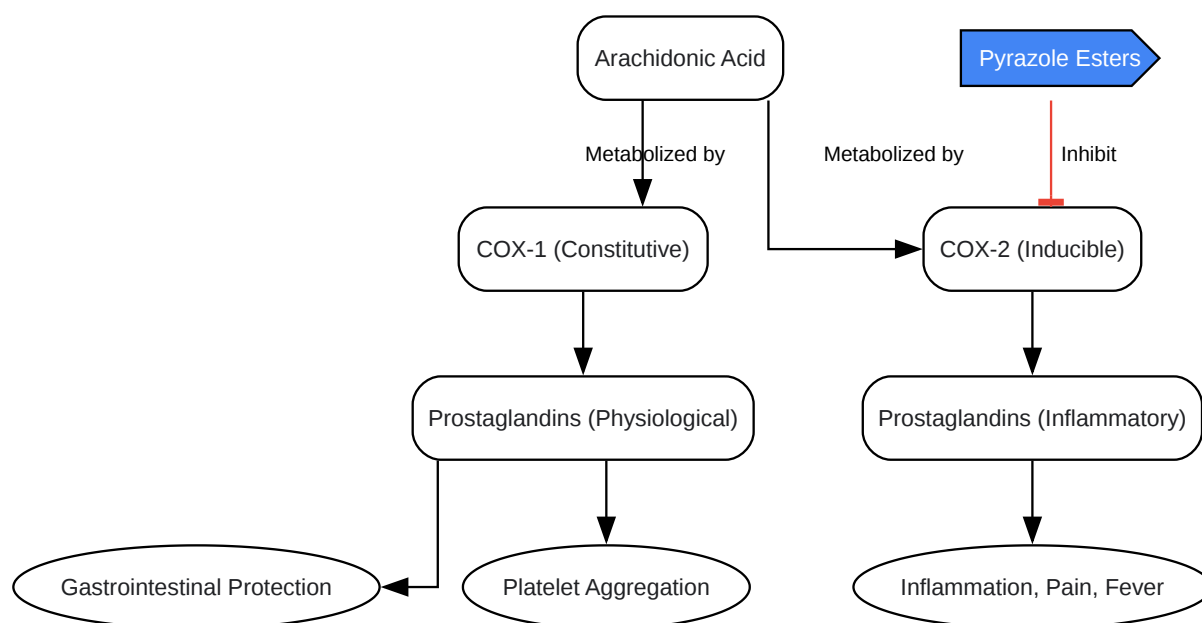 Arachidonic Acid
Pyrazole Esters
Metabolized by
Metabolized by
Inhibit
COX-1 (Constitutive)
COX-2 (Inducible)
Prostaglandins (Physiological)
Prostaglandins (Inflammatory)
Gastrointestinal Protection
Platelet Aggregation
Inflammation, Pain, Fever